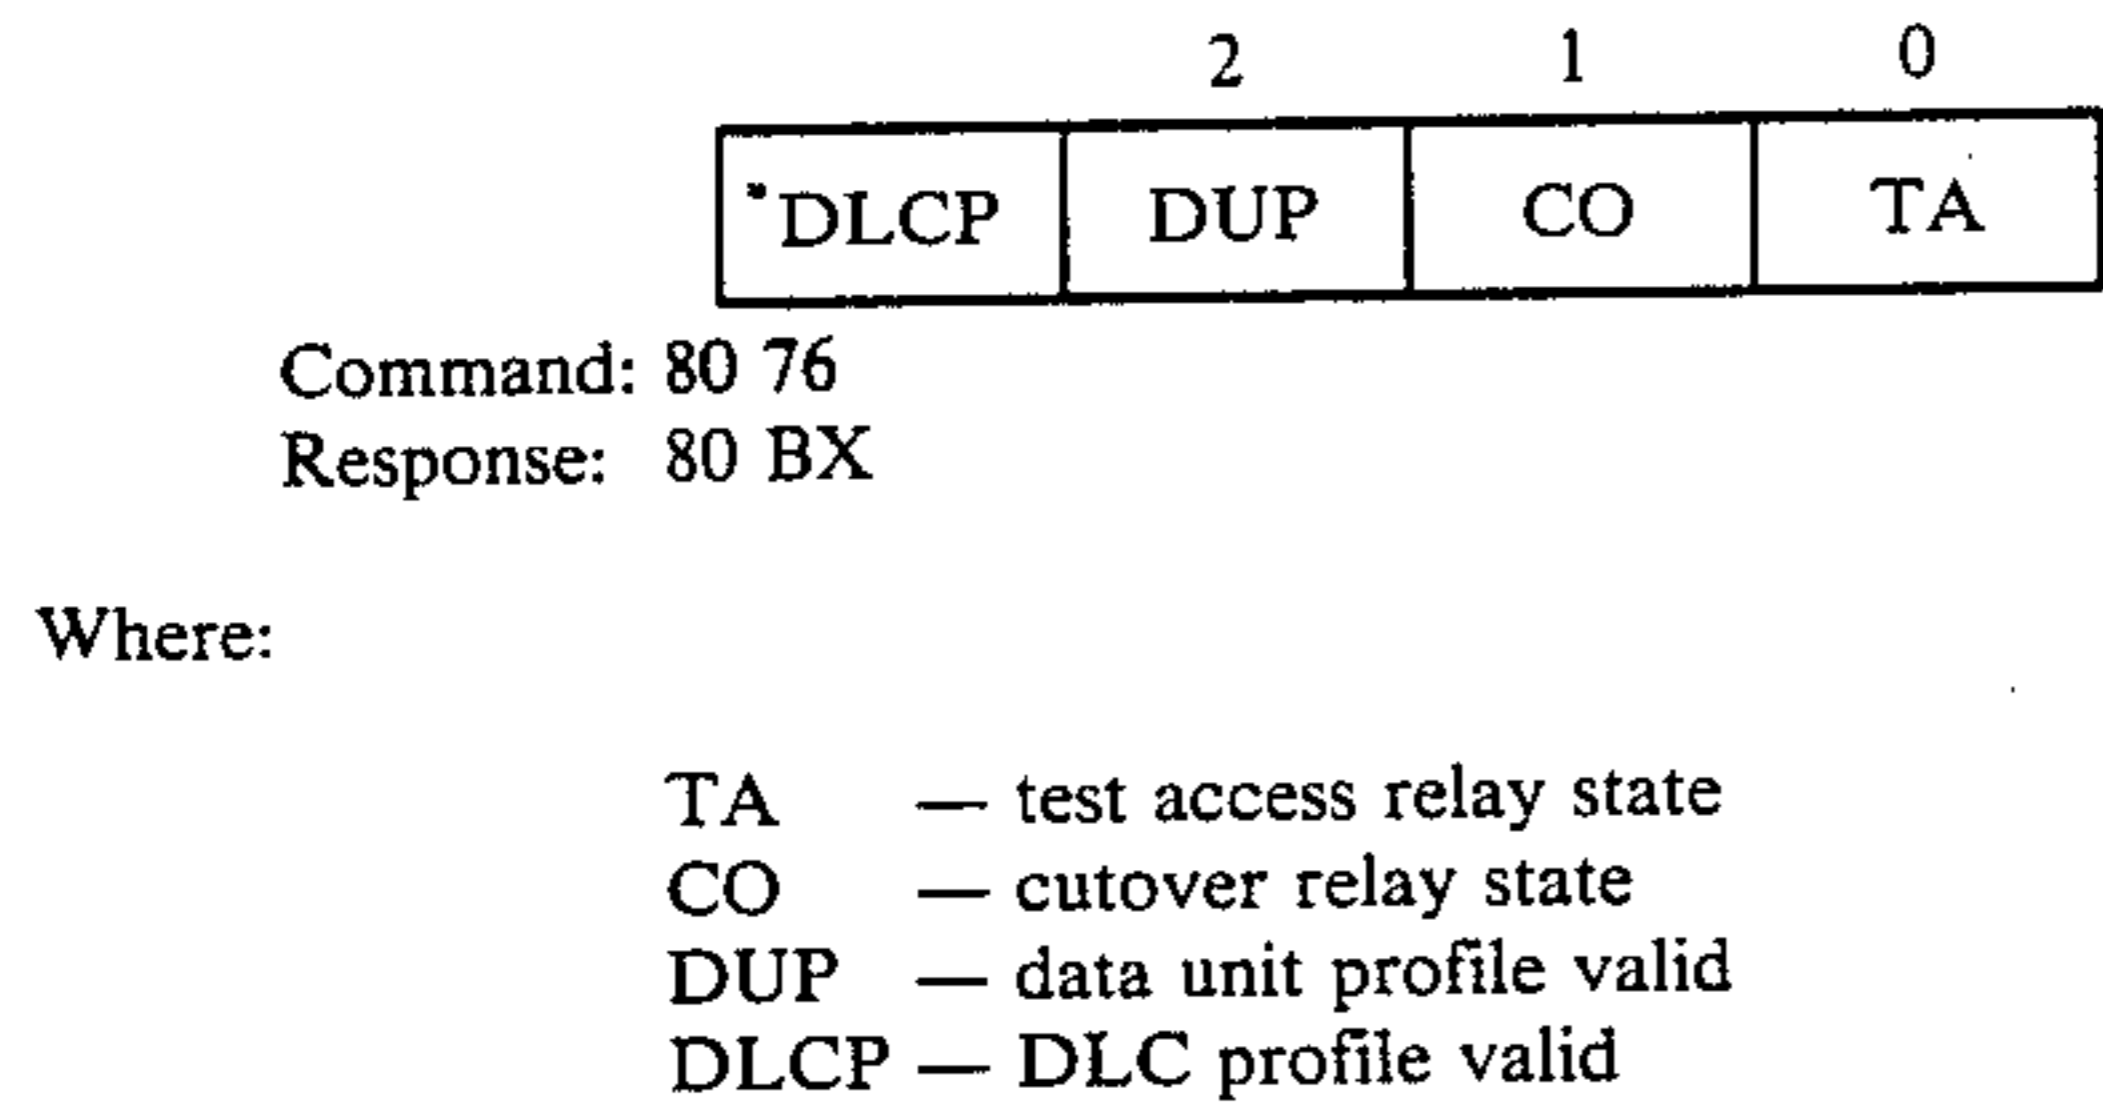 2 1 0
DLCP DUP CO TA
Command: 80 76
Response: 80 BX
Where:
TA — test access relay state
CO — cutover relay state
DUP — data unit profile valid
DLCP — DLC profile valid